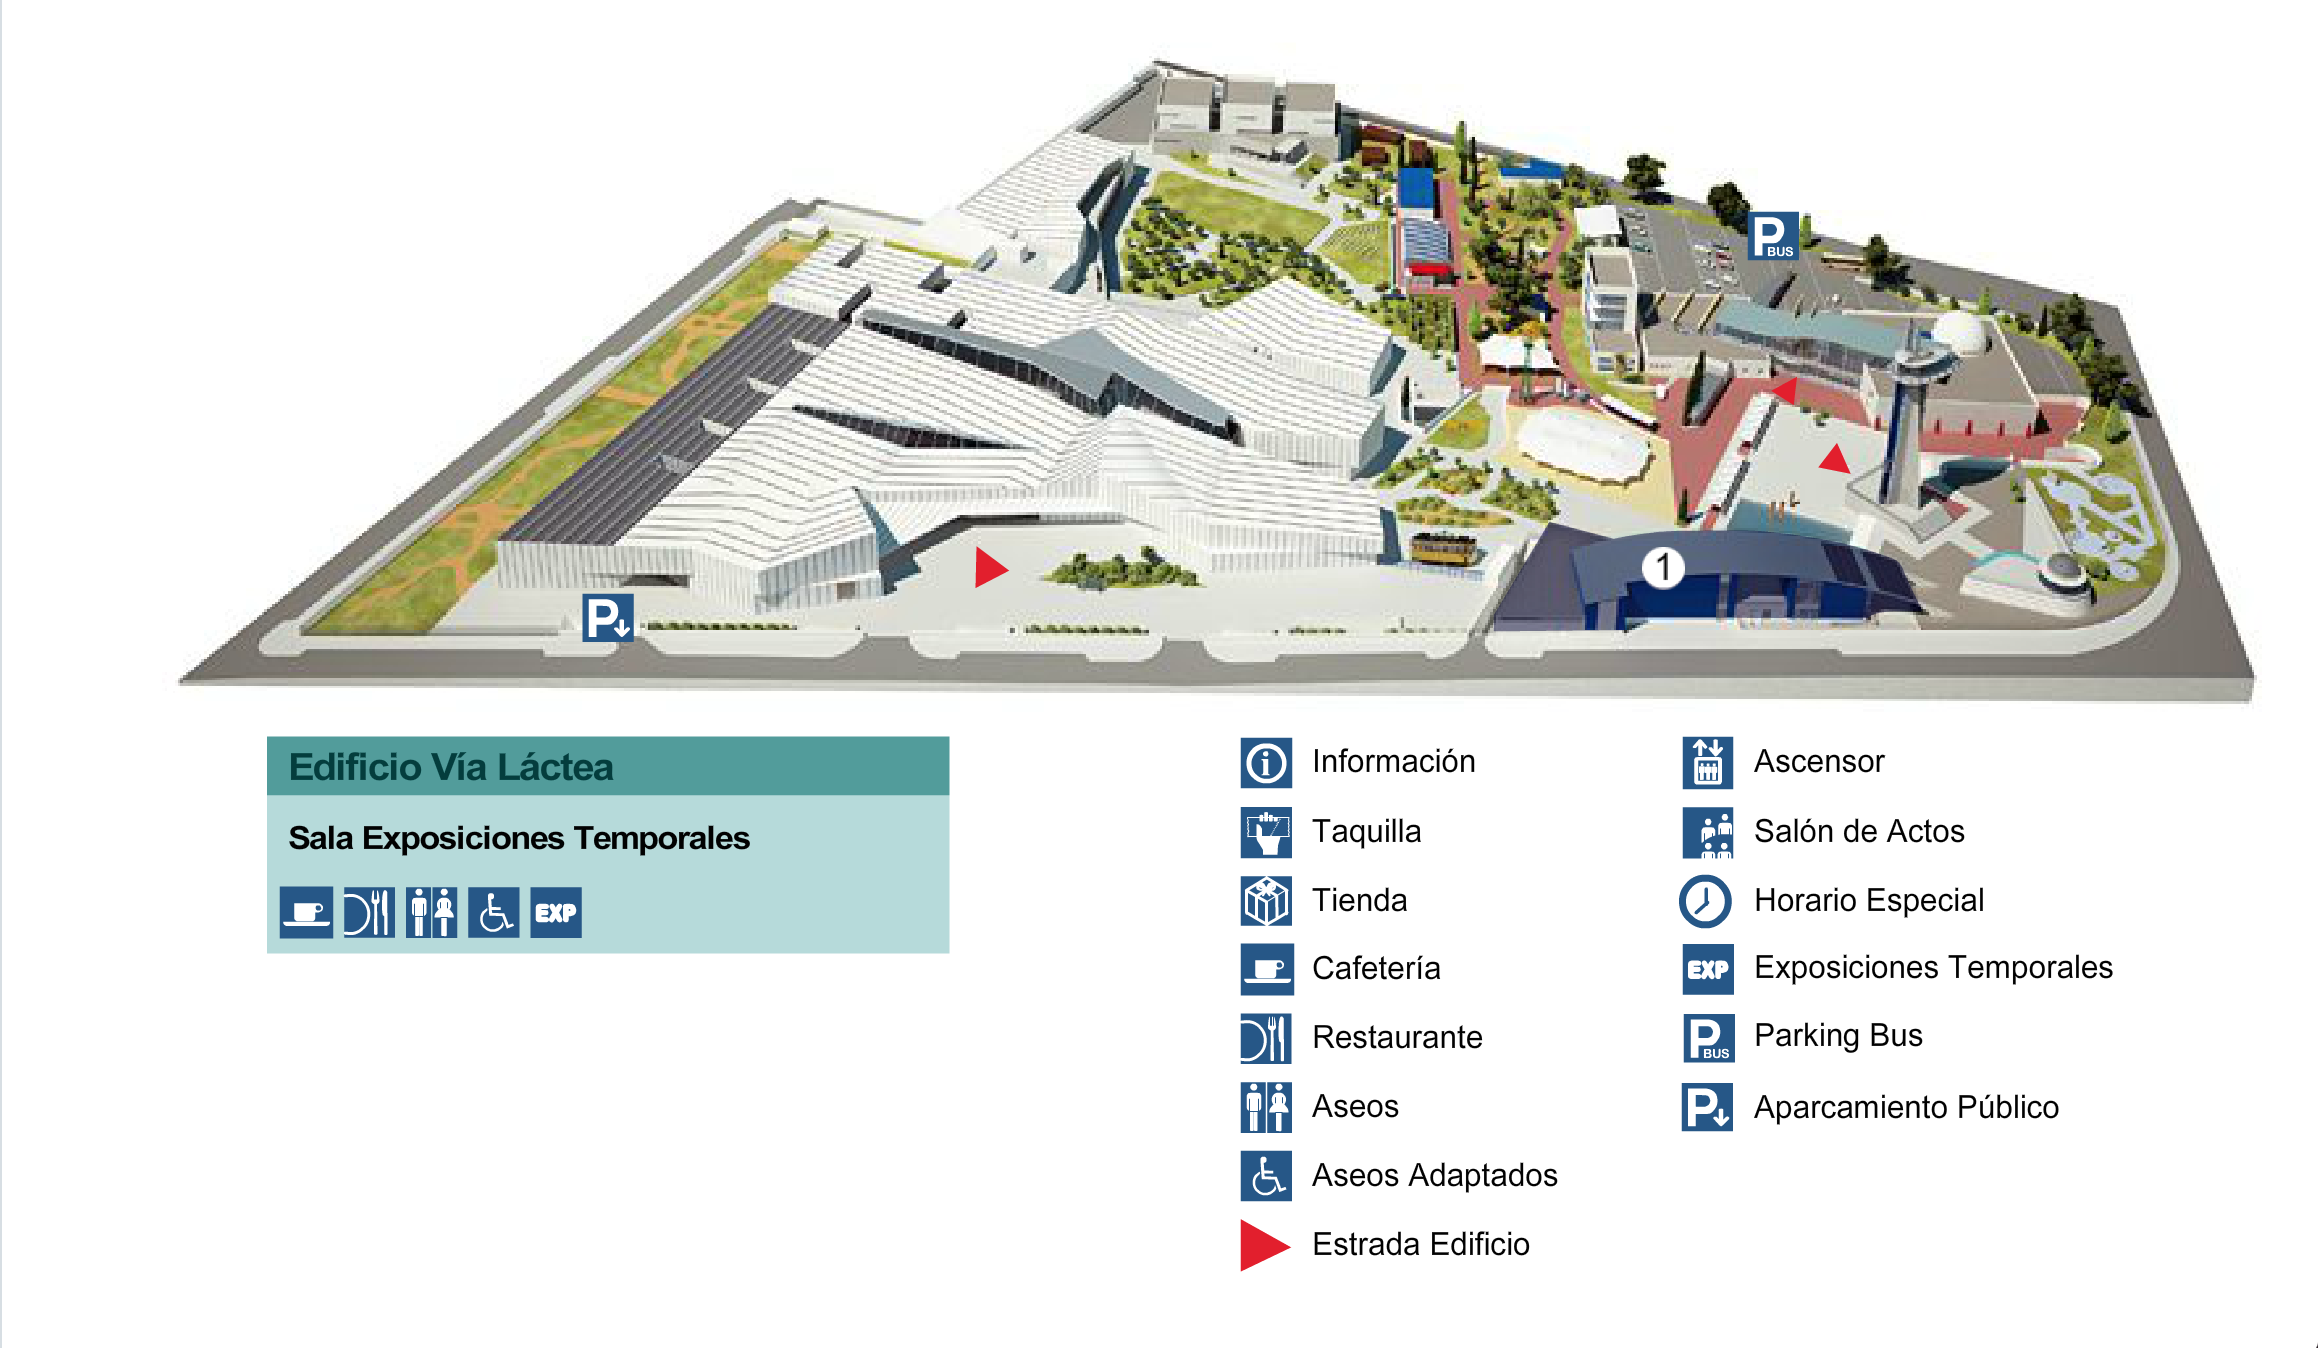 P BUS
1
P
Edificio Vía Láctea
Sala Exposiciones Temporales
EXP
Información
Taquilla
Tienda
Cafetería
Restaurante
Aseos
Aseos Adaptados
Estrada Edificio
Ascensor
Salón de Actos
Horario Especial
EXP Exposiciones Temporales
P BUS Parking Bus
P Aparcamiento Público